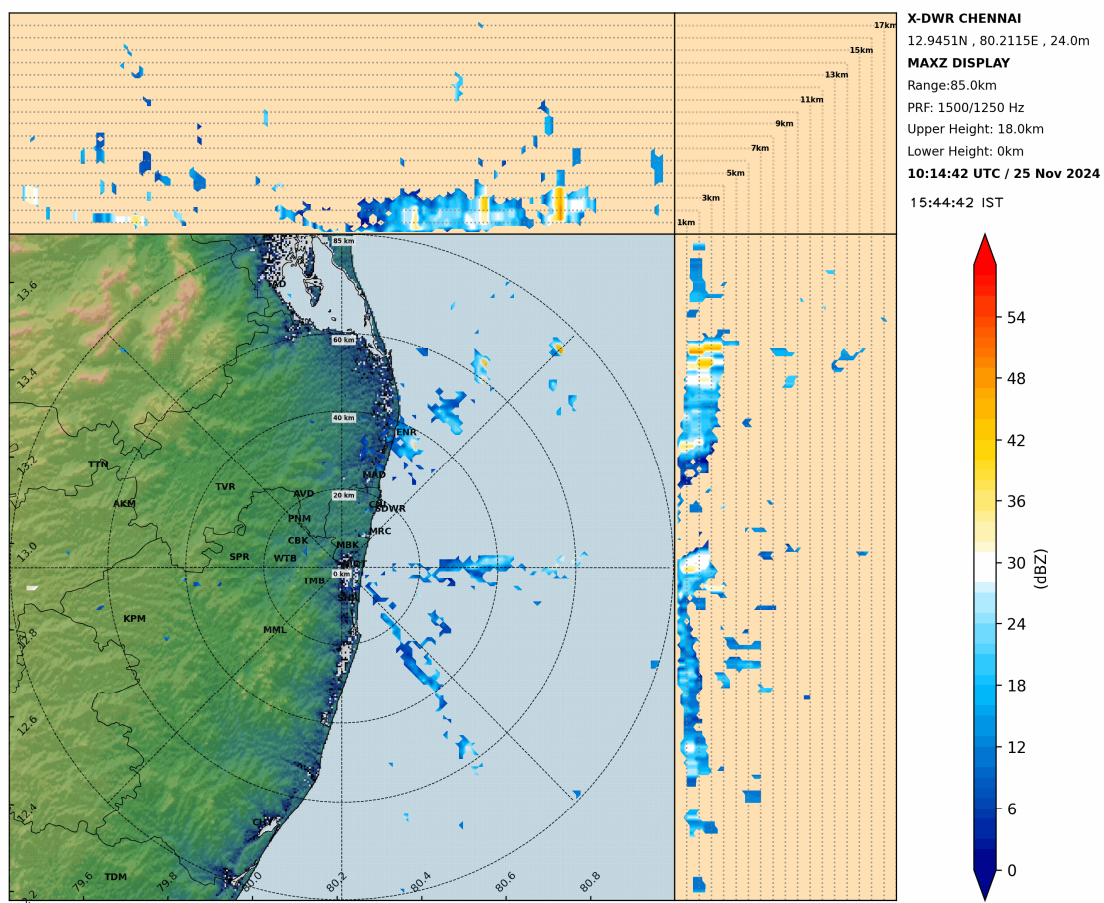 X-DWR CHENNAI
12.9451N , 80.2115E , 24.0m
MAXZ DISPLAY
Range:85.0km
PRF: 1500/1250 Hz
Upper Height: 18.0km
Lower Height: 0km
10:14:42 UTC / 25 Nov 2024
15:44:42 IST
17km
15km
13km
11km
9km
7km
5km
3km
1km
85 km
TAD
13.6
60 km
13.4
40 km
ENR
13.2
TTN
MAD
TVR
20 km
AVD
AKM
SDWR
PNM
MRC
CBK
MBK
13.0
SPR
WTB
0 km
TMB
KPM
MML
12.8
12.6
12.4
CHY
TDM
79.6
79.8
80.0
80.2
80.4
80.6
80.8
54
48
42
36
30
24
18
12
6
0
(dBZ)